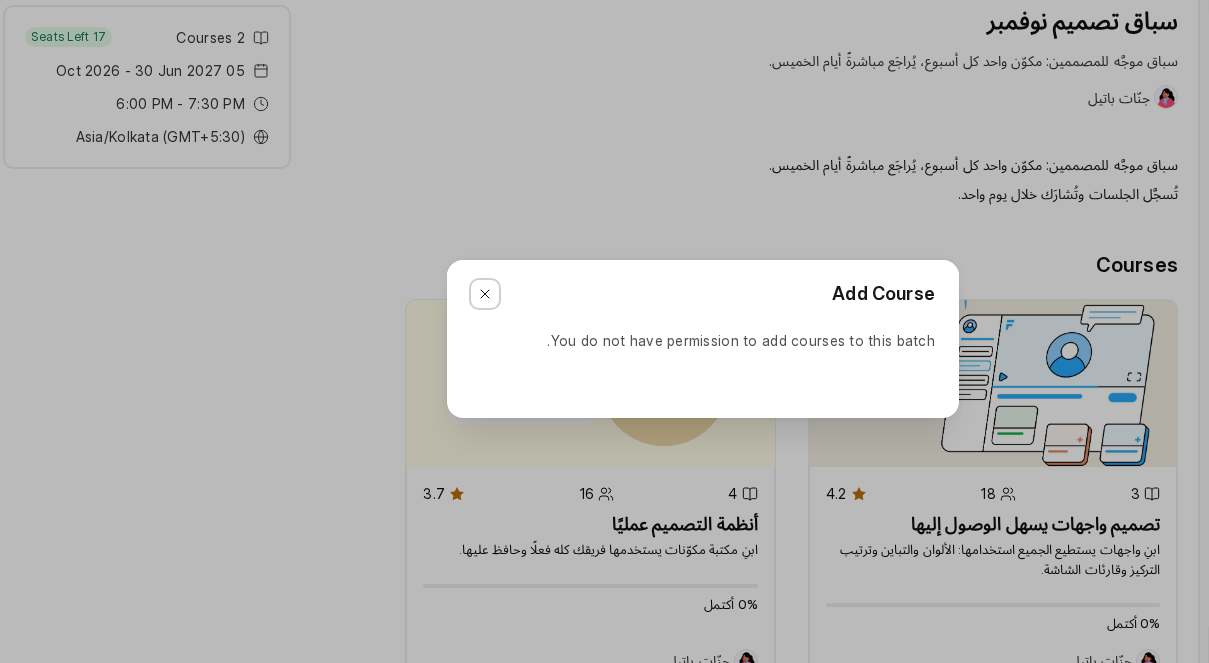 سباق تصميم نوفمبر
سباق موجَّه للمصممين: مكوّن واحد كل أسبوع، يُراجَع مباشرةً أيام الخميس.
جنّات باتيل
سباق موجَّه للمصممين: مكوّن واحد كل أسبوع، يُراجَع مباشرةً أيام الخميس.
تُسجَّل الجلسات وتُشارَك خلال يوم واحد.
2 Courses
17 Seats Left
05 Oct 2026 - 30 Jun 2027
6:00 PM - 7:30 PM
Asia/Kolkata (GMT+5:30)
Courses
Add Course
You do not have permission to add courses to this batch.
3 18 4.2
تصميم واجهات يسهل الوصول إليها
ابنِ واجهات يستطيع الجميع استخدامها: الألوان والتباين وترتيب
التركيز وقارئات الشاشة.
0% أكتمل
جنّات باتيل
4 16 3.7
أنظمة التصميم عمليًا
ابنِ مكتبة مكوّنات يستخدمها فريقك كله فعلًا وحافظ عليها.
0% أكتمل
جنّات باتيل